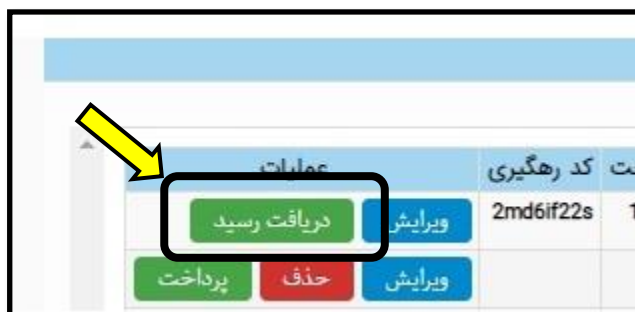 کد رهگیری عملیات
2md6if22s ویرایش دریافت رسید
ویرایش حذف پرداخت